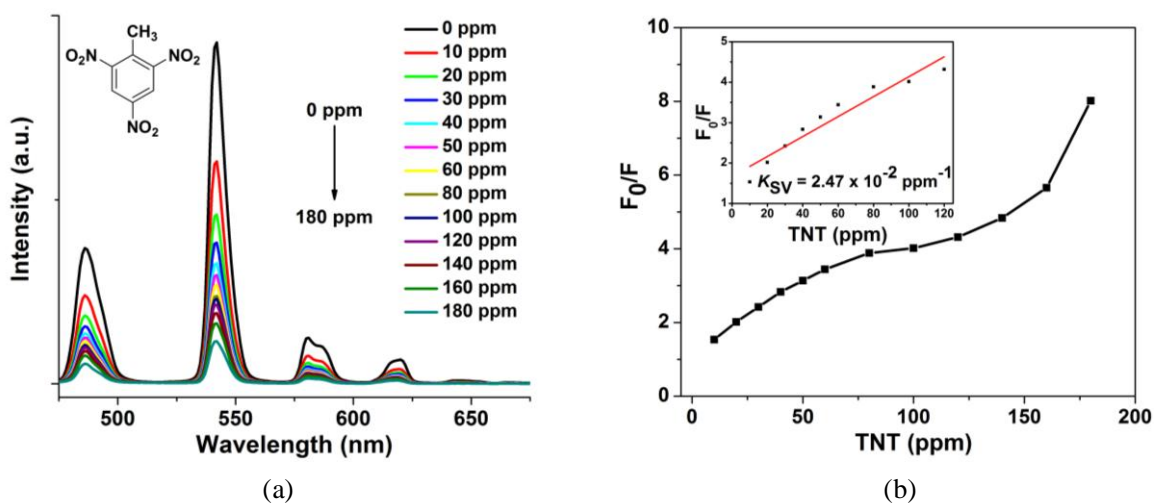 CH₃
O₂N
NO₂
NO₂
0 ppm
180 ppm
0 ppm
10 ppm
20 ppm
30 ppm
40 ppm
50 ppm
60 ppm
80 ppm
100 ppm
120 ppm
140 ppm
160 ppm
180 ppm
Intensity (a.u.)
500
550
600
650
Wavelength (nm)
(a)
10
8
6
4
2
0
F₀/F
5
4
3
2
1
F₀/F
K_SV = 2.47 x 10⁻² ppm⁻¹
0
20
40
60
80
100
120
TNT (ppm)
0
50
100
150
200
TNT (ppm)
(b)